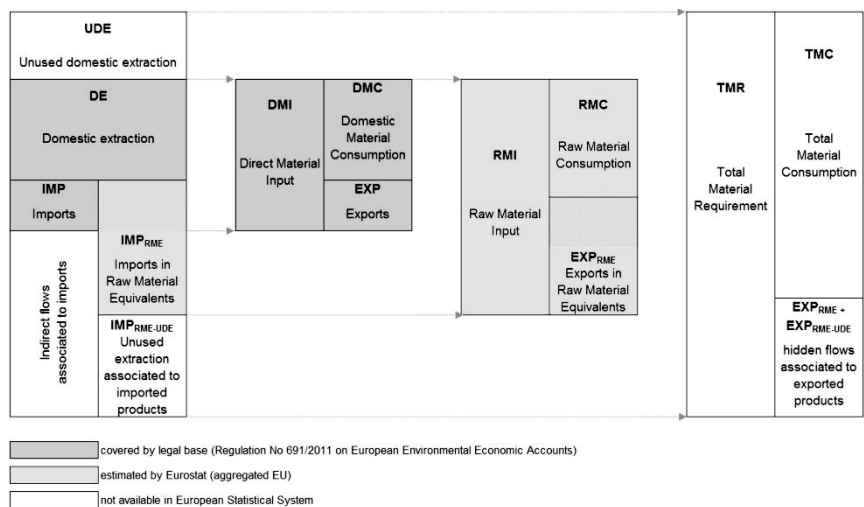 UDE
Unused domestic extraction
DE
Domestic extraction
IMP
Imports
Indirect flows
associated to imports
IMPRME
Imports in
Raw Material
Equivalents
IMPRME-UDE
Unused
extraction
associated to
imported
products
DMI
Direct Material
Input
DMC
Domestic
Material
Consumption
EXP
Exports
RMI
Raw Material
Input
RMC
Raw Material
Consumption
EXPRME
Exports in
Raw Material
Equivalents
TMR
Total
Material
Requirement
TMC
Total
Material
Consumption
EXPRME +
EXPRME-UDE
hidden flows
associated to
exported
products
covered by legal base (Regulation No 691/2011 on European Environmental Economic Accounts)
estimated by Eurostat (aggregated EU)
not available in European Statistical System